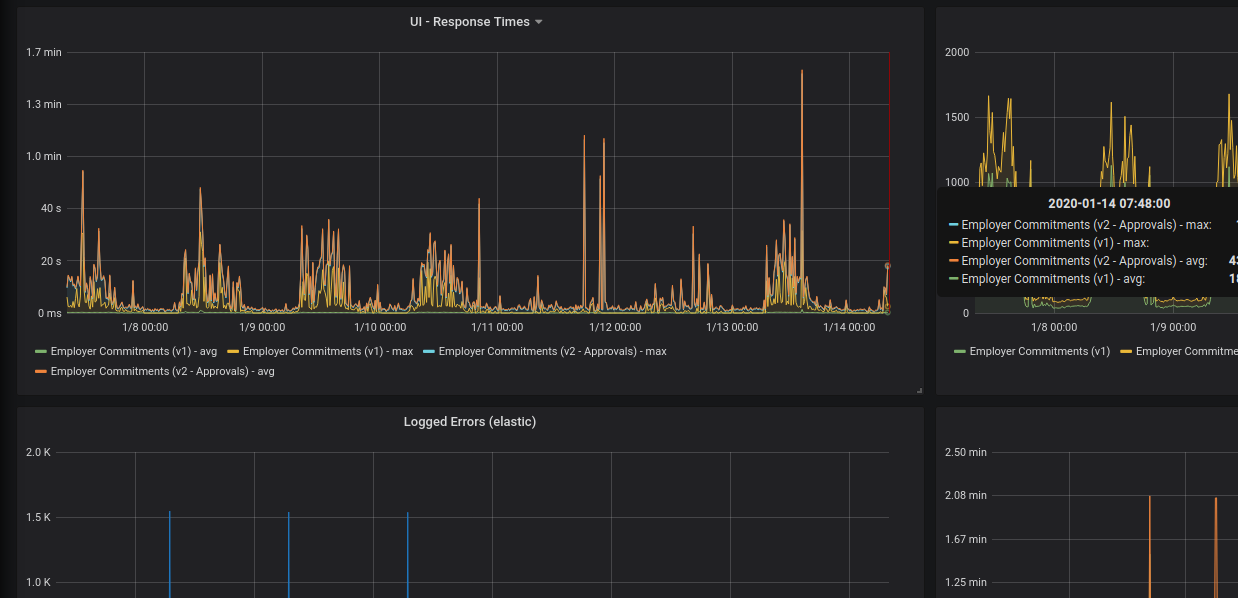 UI - Response Times
1.7 min
1.3 min
1.0 min
40 s
20 s
0 ms
1/8 00:00 1/9 00:00 1/10 00:00 1/11 00:00 1/12 00:00 1/13 00:00 1/14 00:00
Employer Commitments (v1) - avg Employer Commitments (v1) - max Employer Commitments (v2 - Approvals) - max
Employer Commitments (v2 - Approvals) - avg
2000
1500
1000
2020-01-14 07:48:00
Employer Commitments (v2 - Approvals) - max:
Employer Commitments (v1) - max:
Employer Commitments (v2 - Approvals) - avg:
Employer Commitments (v1) - avg:
0
1/8 00:00 1/9 00:00
Employer Commitments (v1) Employer Commitme
Logged Errors (elastic)
2.0 K
1.5 K
1.0 K
2.50 min
2.08 min
1.67 min
1.25 min